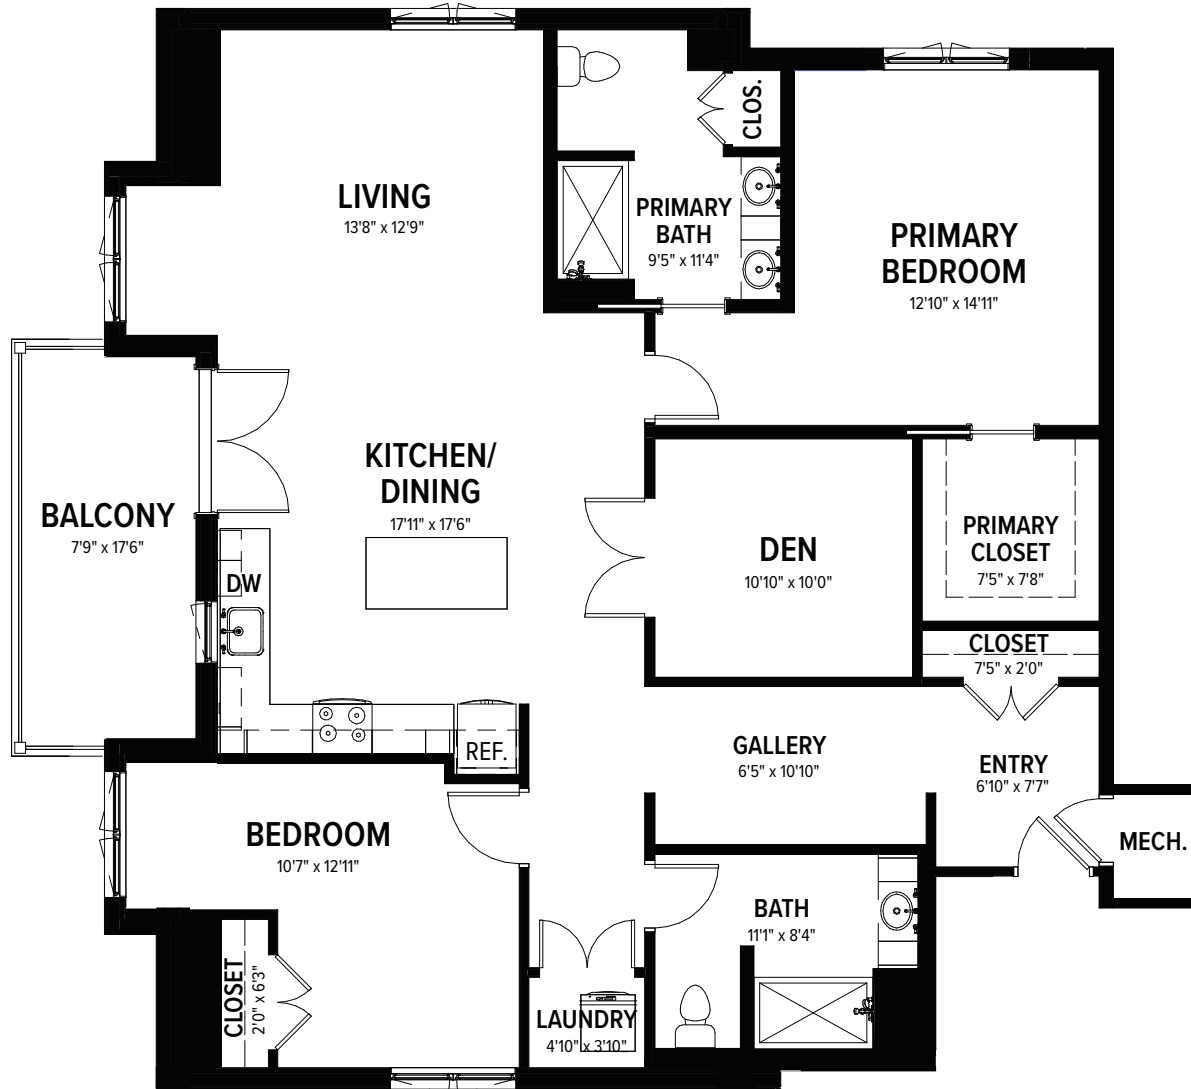 LIVING
13'8" x 12'9"
PRIMARY
BATH
9'5" x 11'4"
CLOS.
PRIMARY
BEDROOM
12'10" x 14'11"
KITCHEN/
DINING
17'11" x 17'6"
BALCONY
7'9" x 17'6"
DW
DEN
10'10" x 10'0"
PRIMARY
CLOSET
7'5" x 7'8"
CLOSET
7'5" x 2'0"
REF.
GALLERY
6'5" x 10'10"
ENTRY
6'10" x 7'7"
MECH.
BEDROOM
10'7" x 12'11"
BATH
11'1" x 8'4"
CLOSET
2'0" x 6'3"
LAUNDRY
4'10" x 3'10"